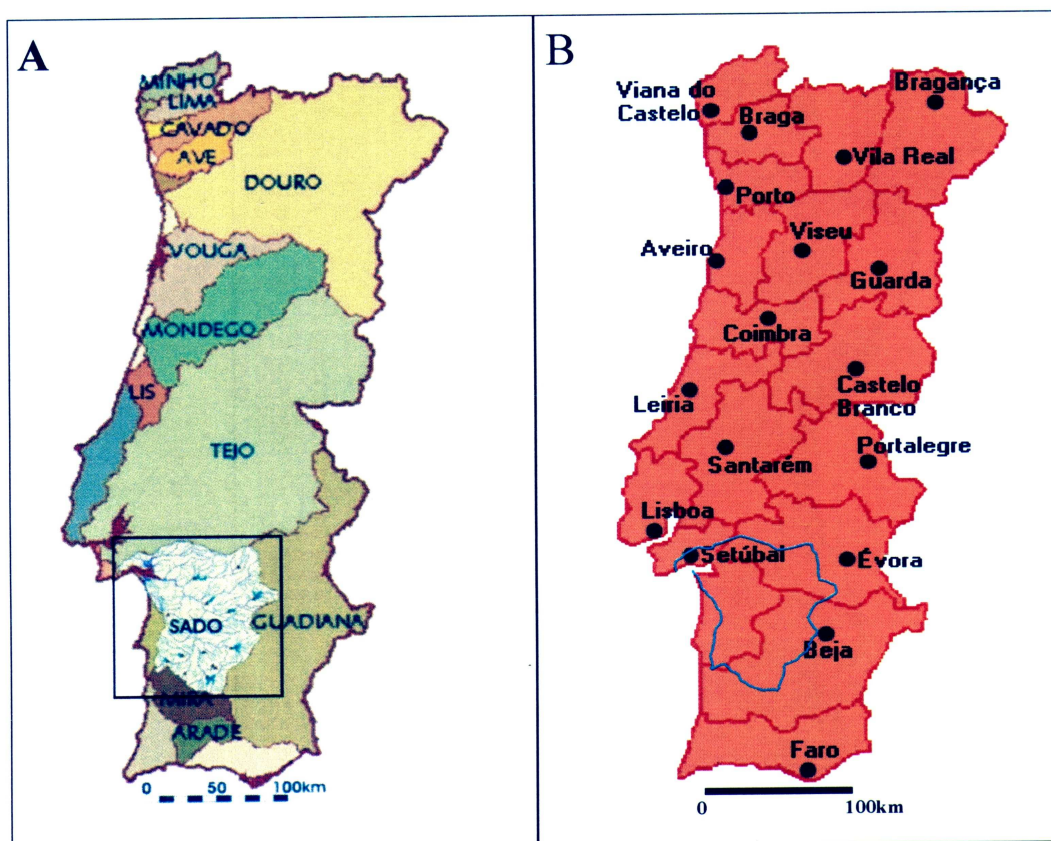 A
MINHO
LIMA
CAVADO
AVE
DOURO
VOUGA
MONDEGO
LIS
TEJO
SADO
GUADIANA
MIRA
ARADE
0 50 100km
B
Viana do
Castelo
Bragança
Braga
Vila Real
Porto
Viseu
Aveiro
Guarda
Coimbra
Castelo
Branco
Leiria
Portalegre
Santarém
Lisboa
Setúbal
Évora
Beja
Faro
0 100km